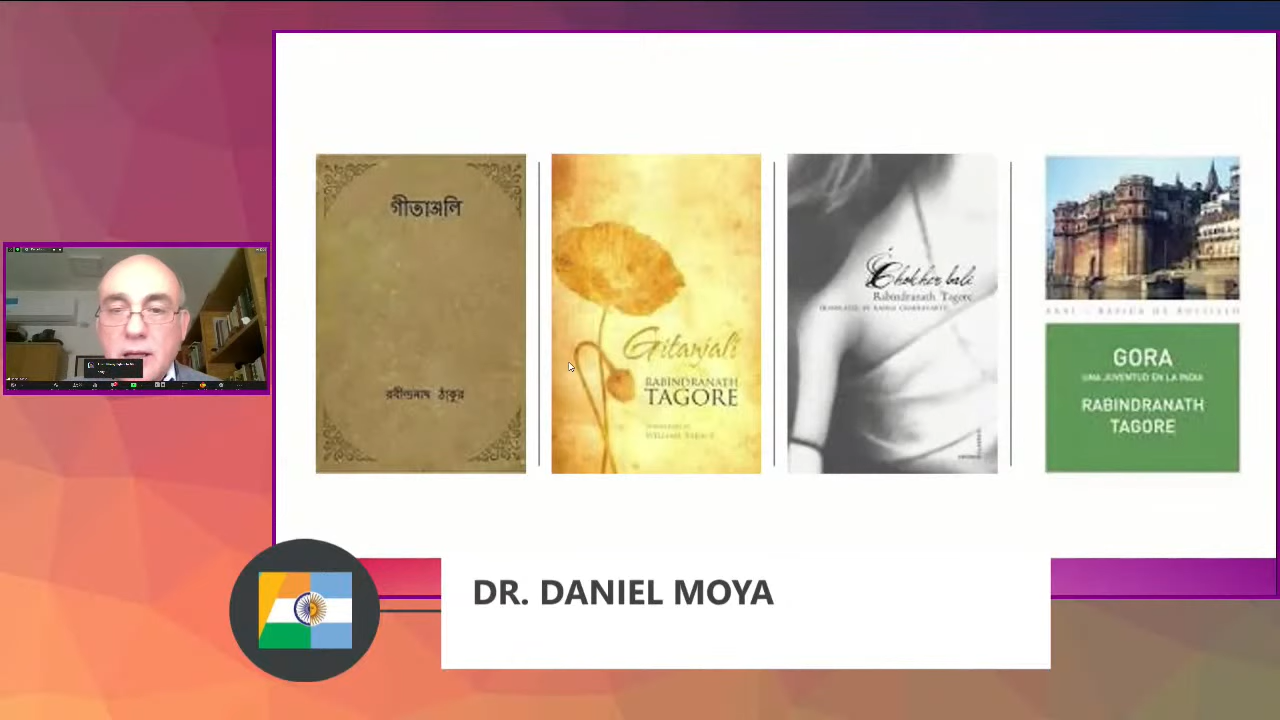 গীতাঞ্জলি
রবীন্দ্রনাথ ঠাকুর
Gitanjali
RABINDRANATH
TAGORE
Chokher bali
Rabindranath Tagore
GORA
UNA JUVENTUD EN LA INDIA
RABINDRANATH
TAGORE
DR. DANIEL MOYA